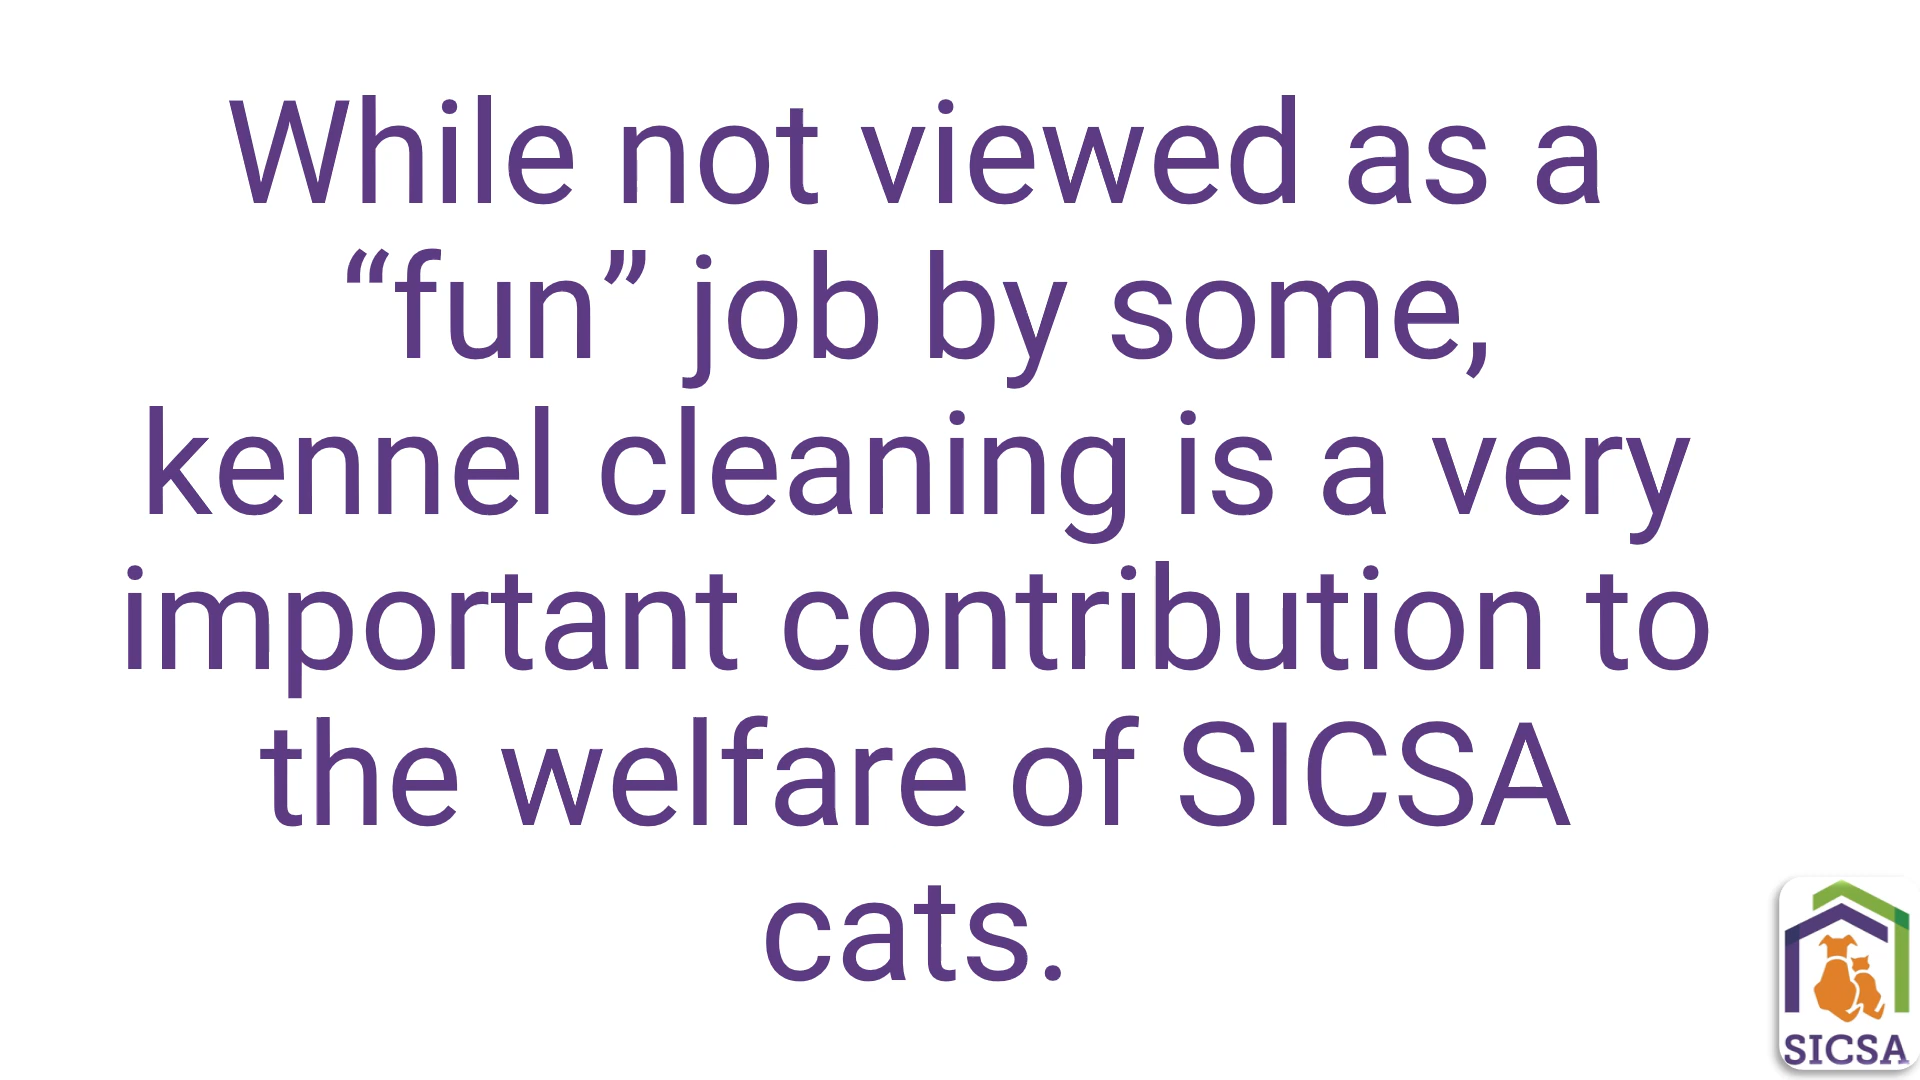 While not viewed as a
“fun” job by some,
kennel cleaning is a very
important contribution to
the welfare of SICSA
cats.
SICSA